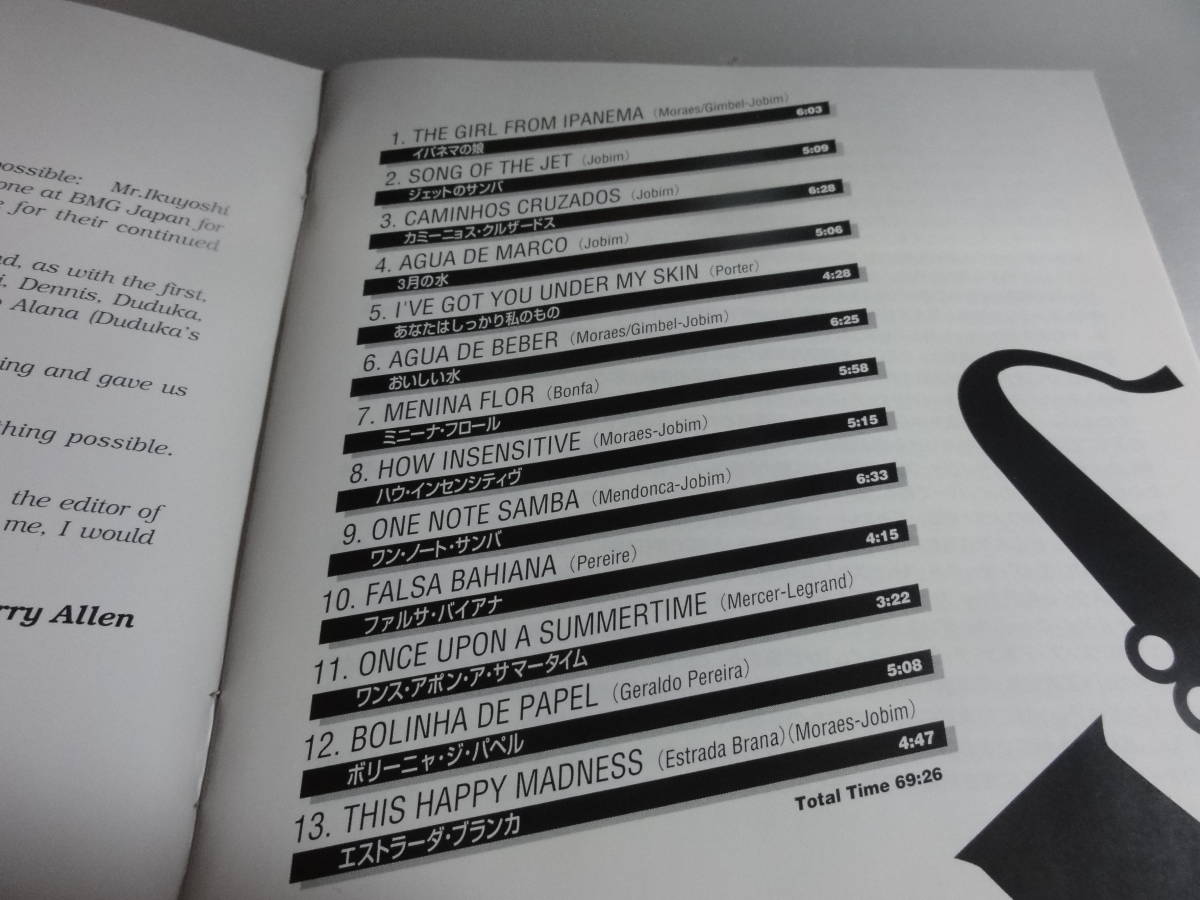 possible: Mr.Ikuyoshi
one at BMG Japan for
e for their continued
nd, as with the first,
i, Dennis, Duduka,
o Alana (Duduka's
ing and gave us
thing possible.
the editor of
me, I would
rry Allen
1. THE GIRL FROM IPANEMA (Moraes/Gimbel-Jobim)
イパネマの娘 6:03
2. SONG OF THE JET (Jobim)
ジェットのサンバ 5:09
3. CAMINHOS CRUZADOS (Jobim)
カミーニョス・クルザードス 6:28
4. AGUA DE MARCO (Jobim)
3月の水 5:06
5. I'VE GOT YOU UNDER MY SKIN (Porter)
あなたはしっかり私のもの 4:28
6. AGUA DE BEBER (Moraes/Gimbel-Jobim)
おいしい水 6:25
7. MENINA FLOR (Bonfa)
ミニーナ・フロール 5:58
8. HOW INSENSITIVE (Moraes-Jobim)
ハウ・インセンシティヴ 5:15
9. ONE NOTE SAMBA (Mendonca-Jobim)
ワン・ノート・サンバ 6:33
10. FALSA BAHIANA (Pereire)
ファルサ・バイアナ 4:15
11. ONCE UPON A SUMMERTIME (Mercer-Legrand)
ワンス・アポン・ア・サマータイム 3:22
12. BOLINHA DE PAPEL (Geraldo Pereira)
ボリーニャ・ジ・パペル 5:08
13. THIS HAPPY MADNESS (Estrada Brana)(Moraes-Jobim)
エストラーダ・ブランカ 4:47
Total Time 69:26